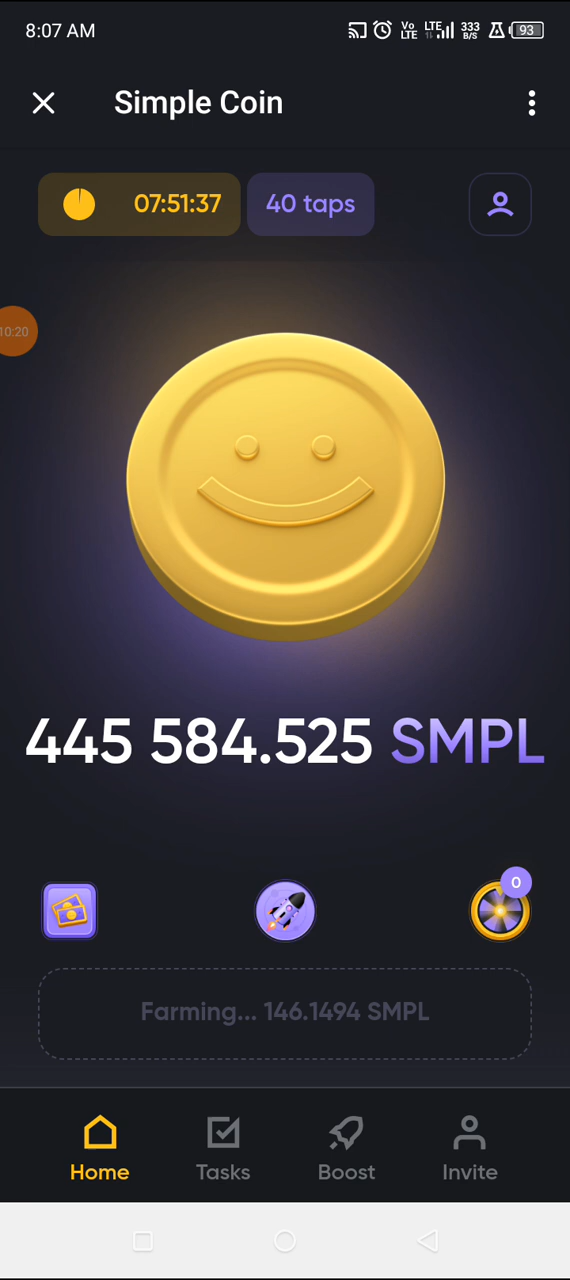 8:07 AM
Vo LTE LTE 333 B/S 93
Simple Coin
07:51:37 40 taps
10:20
445 584.525 SMPL
0
Farming... 146.1494 SMPL
Home Tasks Boost Invite